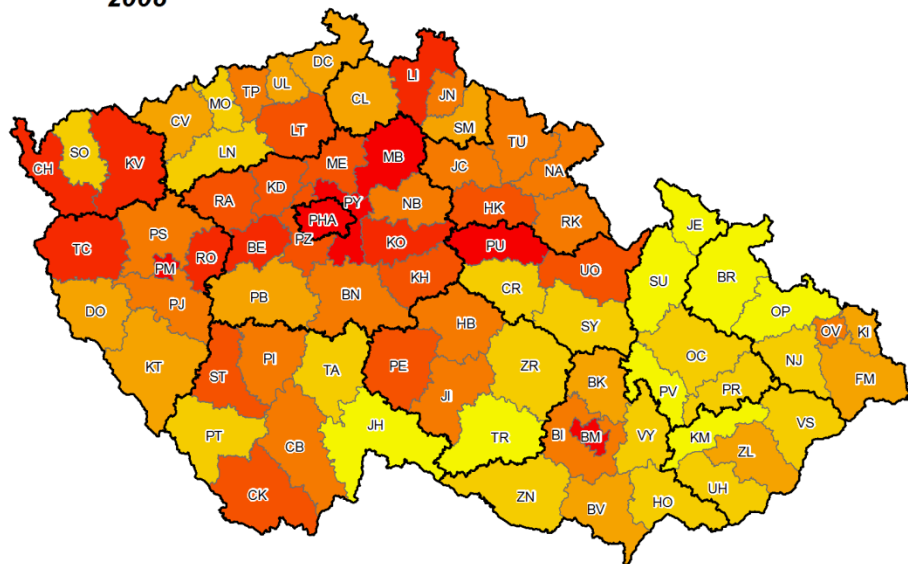 2008
DC
LI
TP
UL
JN
MO
CL
CV
SM
LT
TU
SO
LN
ME
MB
JC
CH
KV
NA
KD
RA
PY
NB
HK
RK
PHA
JE
PS
PZ
KO
PU
TC
RO
BE
UO
BR
PM
KH
SU
CR
OP
DO
PJ
PB
BN
HB
SY
OV
KI
KT
ST
PI
TA
PE
ZR
OC
NJ
BK
PV
PR
FM
JI
PT
CB
JH
TR
BI
BM
VY
KM
VS
ZL
CK
ZN
BV
HO
UH